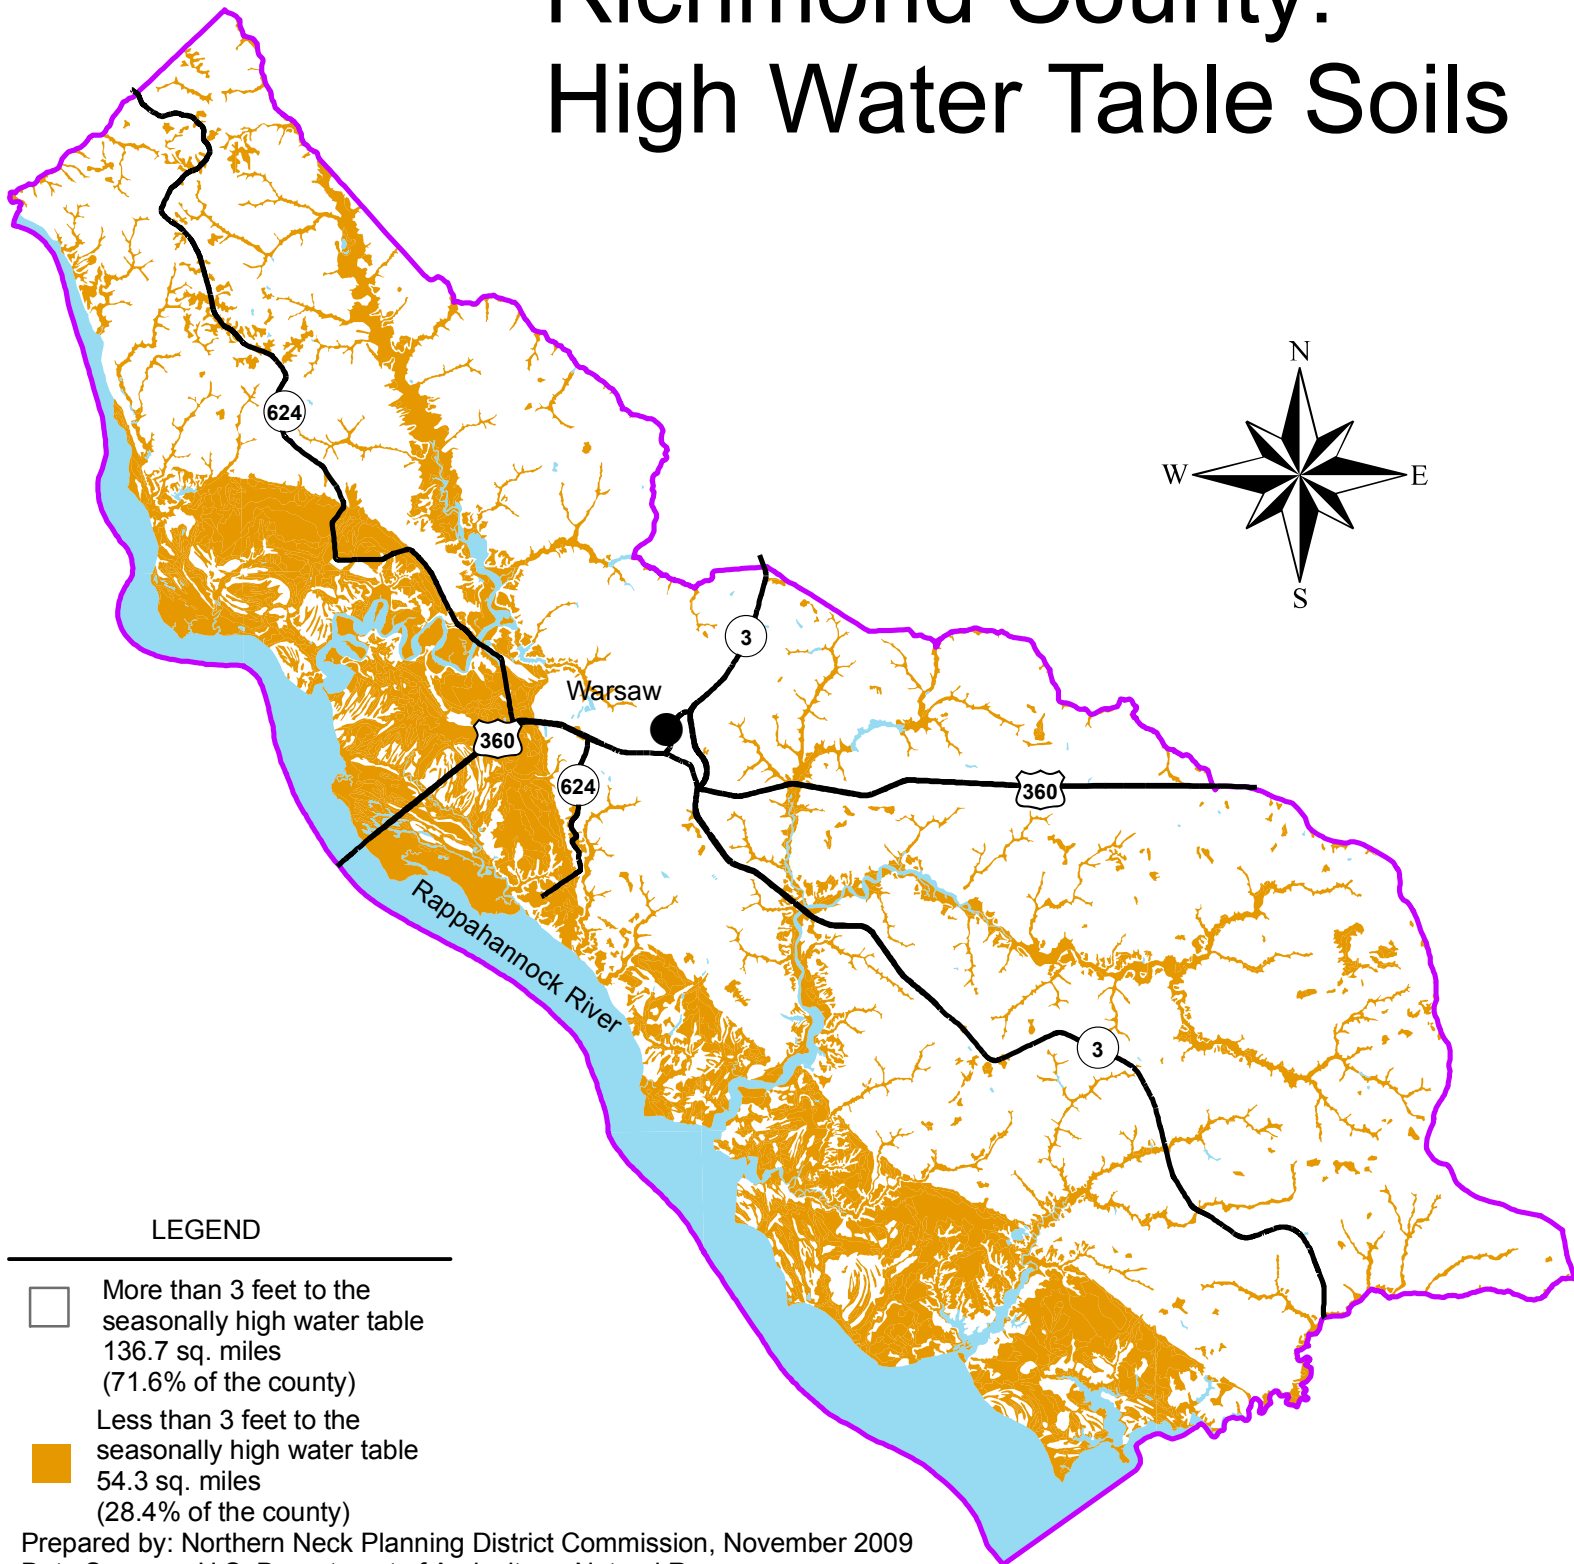 Richmond County:
High Water Table Soils
N
W
E
S
624
3
Warsaw
360
624
360
Rappahannock River
3
LEGEND
More than 3 feet to the
seasonally high water table
136.7 sq. miles
(71.6% of the county)
Less than 3 feet to the
seasonally high water table
54.3 sq. miles
(28.4% of the county)
Prepared by: Northern Neck Planning District Commission, November 2009